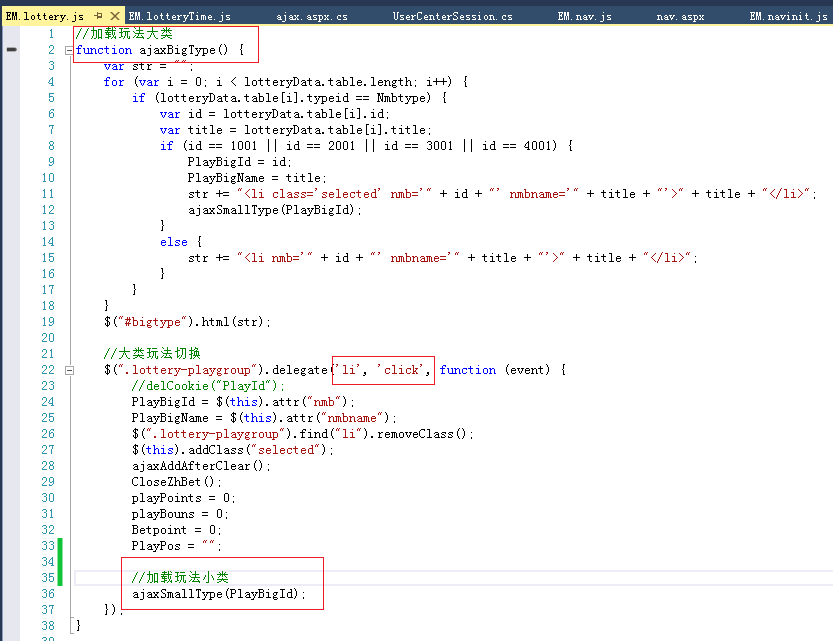 EM.lottery.js EM.lotteryTime.js ajax.aspx.cs UserCenterSession.cs EM.nav.js nav.aspx EM.navinit.js
1 //加载玩法大类
2 function ajaxBigType() {
3 var str = "";
4 for (var i = 0; i < lotteryData.table.length; i++) {
5 if (lotteryData.table[i].typeid == Nmbtype) {
6 var id = lotteryData.table[i].id;
7 var title = lotteryData.table[i].title;
8 if (id == 1001 || id == 2001 || id == 3001 || id == 4001) {
9 PlayBigId = id;
10 PlayBigName = title;
11 str += "<li class='selected' nmb='" + id + "' nmbname='" + title + "'>" + title + "</li>";
12 ajaxSmallType(PlayBigId);
13 }
14 else {
15 str += "<li nmb='" + id + "' nmbname='" + title + "'>" + title + "</li>";
16 }
17 }
18 }
19 $("#bigtype").html(str);
20
21 //大类玩法切换
22 $(".lottery-playgroup").delegate('li', 'click', function (event) {
23 //delCookie("PlayId");
24 PlayBigId = $(this).attr("nmb");
25 PlayBigName = $(this).attr("nmbname");
26 $(".lottery-playgroup").find("li").removeClass();
27 $(this).addClass("selected");
28 ajaxAddAfterClear();
29 CloseZhBet();
30 playPoints = 0;
31 playBouns = 0;
32 Betpoint = 0;
33 PlayPos = "";
34
35 //加载玩法小类
36 ajaxSmallType(PlayBigId);
37 });
38 }